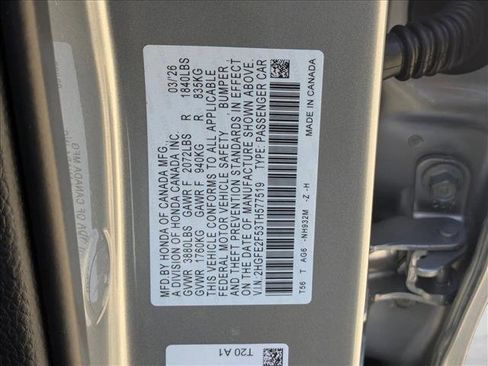 MFD BY HONDA OF CANADA MFG. 03/'26
A DIVISION OF HONDA CANADA INC.
GVWR 3880LBS GAWR F 2072LBS R 1840LBS
GVWR 1760KG GAWR F 940KG R 835KG
THIS VEHICLE CONFORMS TO ALL APPLICABLE
FEDERAL MOTOR VEHICLE SAFETY, BUMPER,
AND THEFT PREVENTION STANDARDS IN EFFECT
ON THE DATE OF MANUFACTURE SHOWN ABOVE.
V.I.N: 2HGFE2F53TH577519 TYPE: PASSENGER CAR
T56 T AG6 -NH932M -Z -H MADE IN CANADA
T20 A1